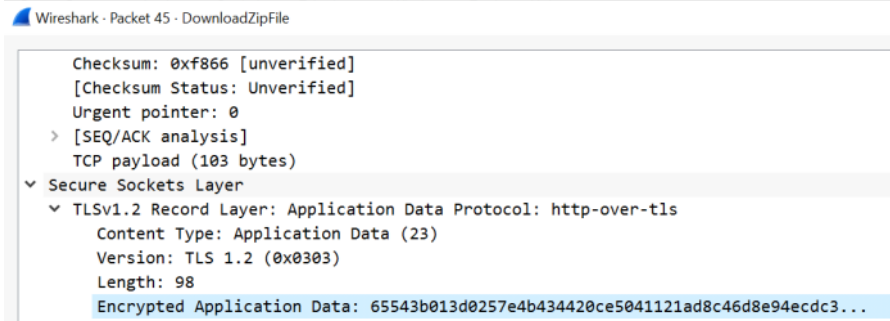 Wireshark · Packet 45 · DownloadZipFile
Checksum: 0xf866 [unverified]
[Checksum Status: Unverified]
Urgent pointer: 0
> [SEQ/ACK analysis]
TCP payload (103 bytes)
Secure Sockets Layer
TLSv1.2 Record Layer: Application Data Protocol: http-over-tls
Content Type: Application Data (23)
Version: TLS 1.2 (0x0303)
Length: 98
Encrypted Application Data: 65543b013d0257e4b434420ce5041121ad8c46d8e94ecdc3...